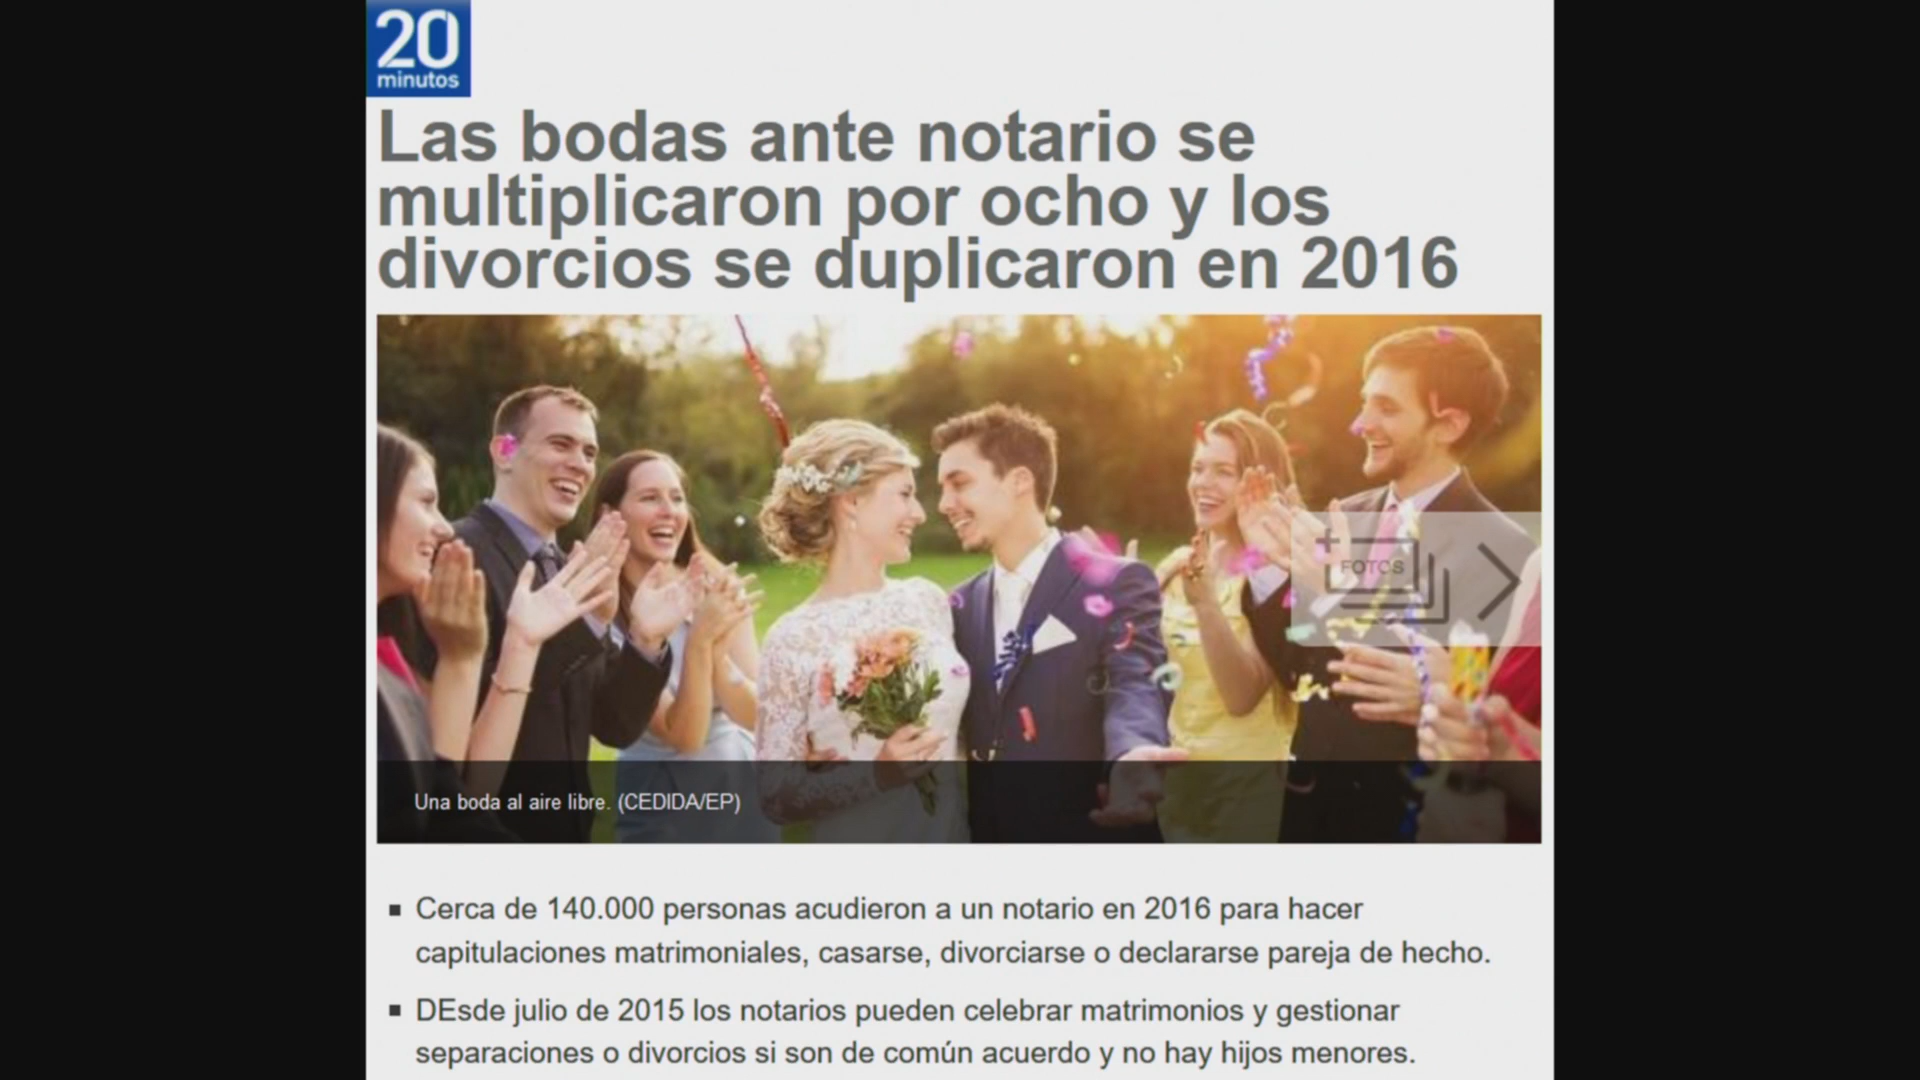 20
minutos
Las bodas ante notario se
multiplicaron por ocho y los
divorcios se duplicaron en 2016
FOTOS
Una boda al aire libre. (CEDIDA/EP)
Cerca de 140.000 personas acudieron a un notario en 2016 para hacer
capitulaciones matrimoniales, casarse, divorciarse o declararse pareja de hecho.
DEsde julio de 2015 los notarios pueden celebrar matrimonios y gestionar
separaciones o divorcios si son de común acuerdo y no hay hijos menores.